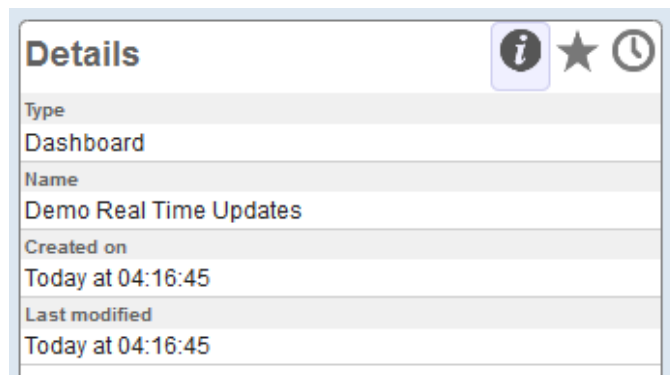 Details
Type
Dashboard
Name
Demo Real Time Updates
Created on
Today at 04:16:45
Last modified
Today at 04:16:45